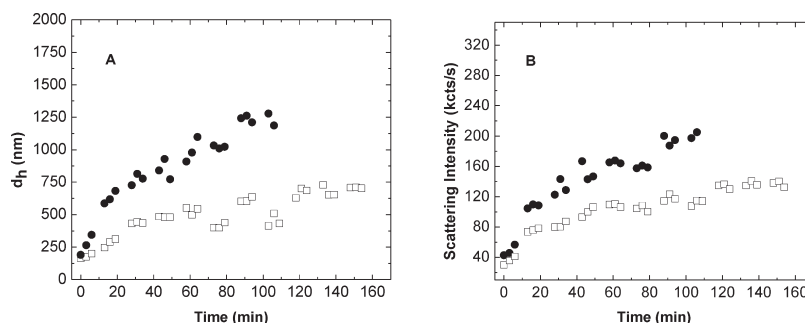 2000
1750
1500
1250
1000
750
500
250
0
d_h (nm)
A
0 20 40 60 80 100 120 140 160
Time (min)
360
320
280
240
200
160
120
80
40
Scattering Intensity (kcts/s)
B
0 20 40 60 80 100 120 140 160
Time (min)